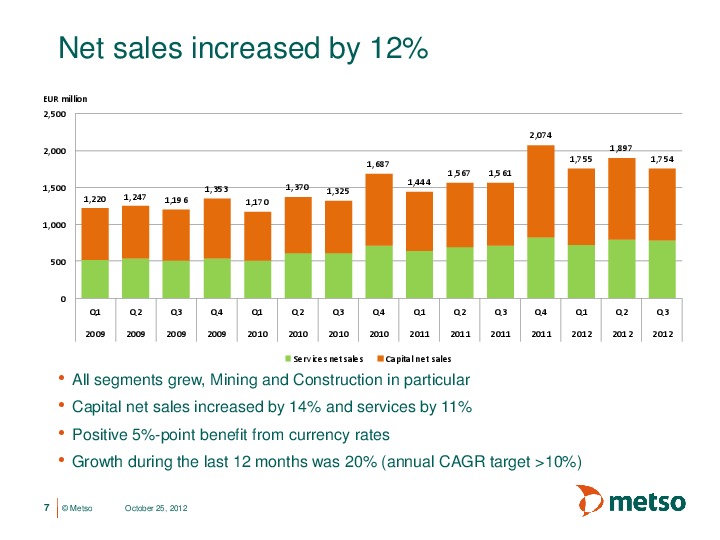 Net sales increased by 12%
EUR million
2,500
2,000
1,500
1,000
500
0
1,220
1,247
1,196
1,353
1,170
1,370
1,325
1,687
1,444
1,567
1,561
2,074
1,755
1,897
1,754
Q1 Q2 Q3 Q4 Q1 Q2 Q3 Q4 Q1 Q2 Q3 Q4 Q1 Q2 Q3
2009 2009 2009 2009 2010 2010 2010 2010 2011 2011 2011 2011 2012 2012 2012
Services net sales Capital net sales
• All segments grew, Mining and Construction in particular
• Capital net sales increased by 14% and services by 11%
• Positive 5%-point benefit from currency rates
• Growth during the last 12 months was 20% (annual CAGR target >10%)
7 © Metso October 25, 2012
metso